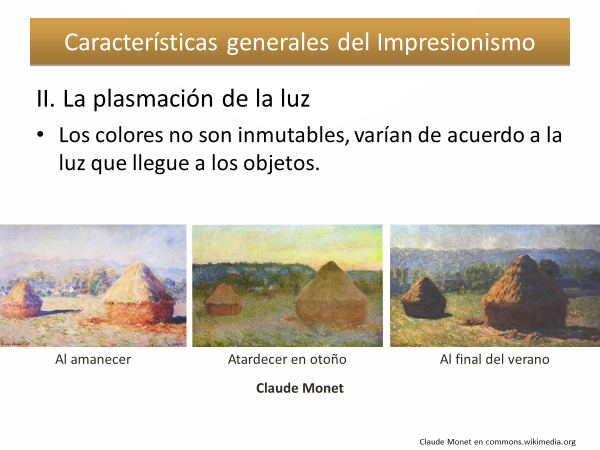 Características generales del Impresionismo
II. La plasmación de la luz
• Los colores no son inmutables, varían de acuerdo a la
luz que llegue a los objetos.
Al amanecer
Atardecer en otoño
Al final del verano
Claude Monet
Claude Monet en commons.wikimedia.org